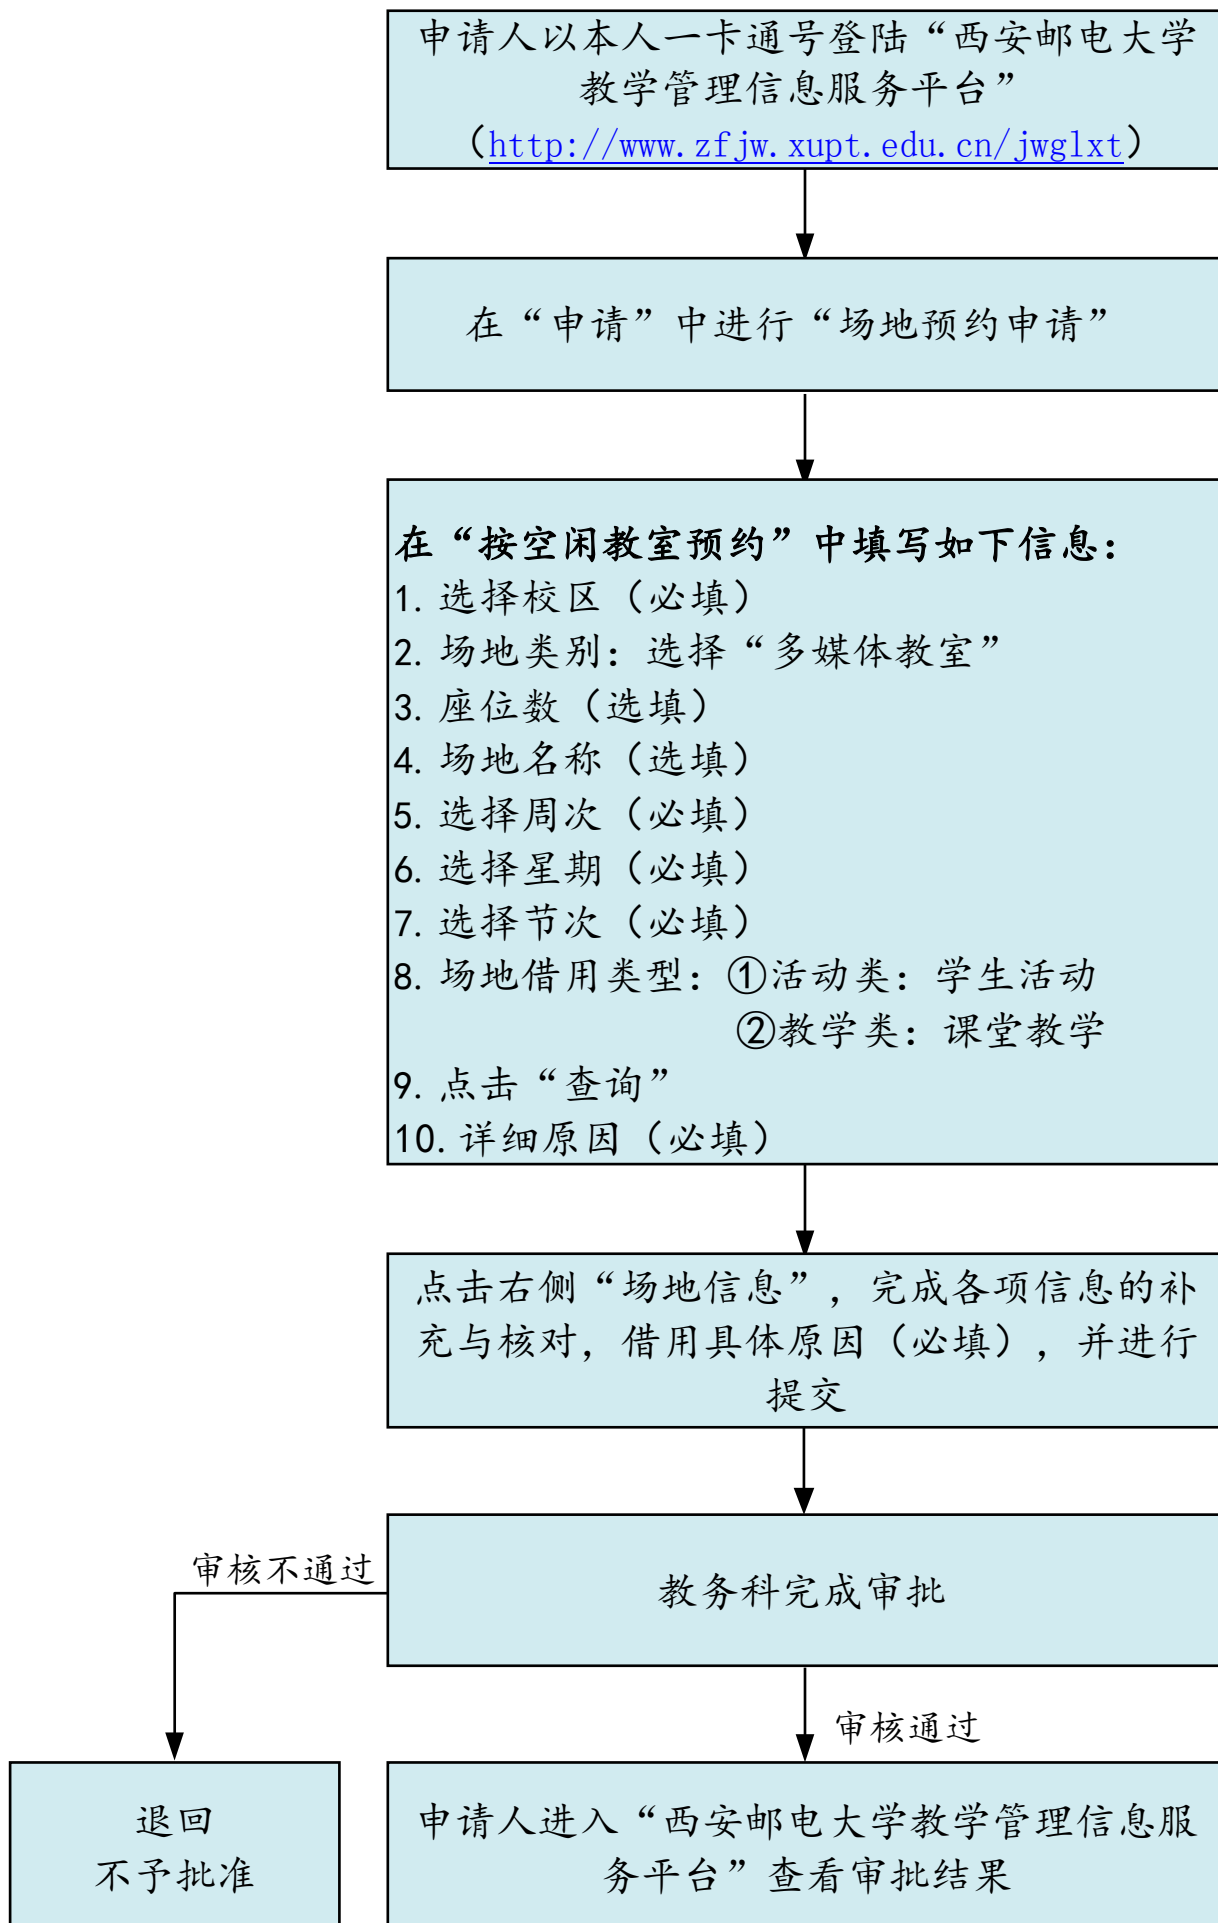 申请人以本人一卡通号登陆“西安邮电大学
教学管理信息服务平台”
（http://www.zfjw.xupt.edu.cn/jwglxt）
在“申请”中进行“场地预约申请”
在“按空闲教室预约”中填写如下信息：
1. 选择校区（必填）
2. 场地类别：选择“多媒体教室”
3. 座位数（选填）
4. 场地名称（选填）
5. 选择周次（必填）
6. 选择星期（必填）
7. 选择节次（必填）
8. 场地借用类型：①活动类：学生活动
②教学类：课堂教学
9. 点击“查询”
10. 详细原因（必填）
点击右侧“场地信息”，完成各项信息的补
充与核对，借用具体原因（必填），并进行
提交
审核不通过
教务科完成审批
审核通过
退回
不予批准
申请人进入“西安邮电大学教学管理信息服
务平台”查看审批结果